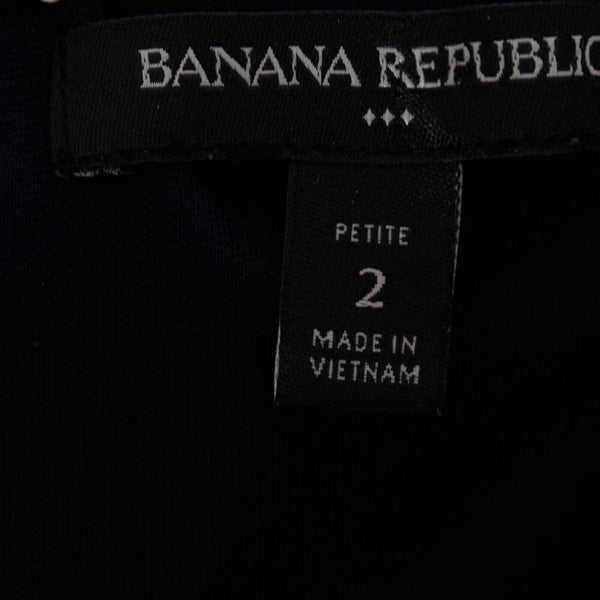 BANANA REPUBLIC
PETITE
2
MADE IN
VIETNAM